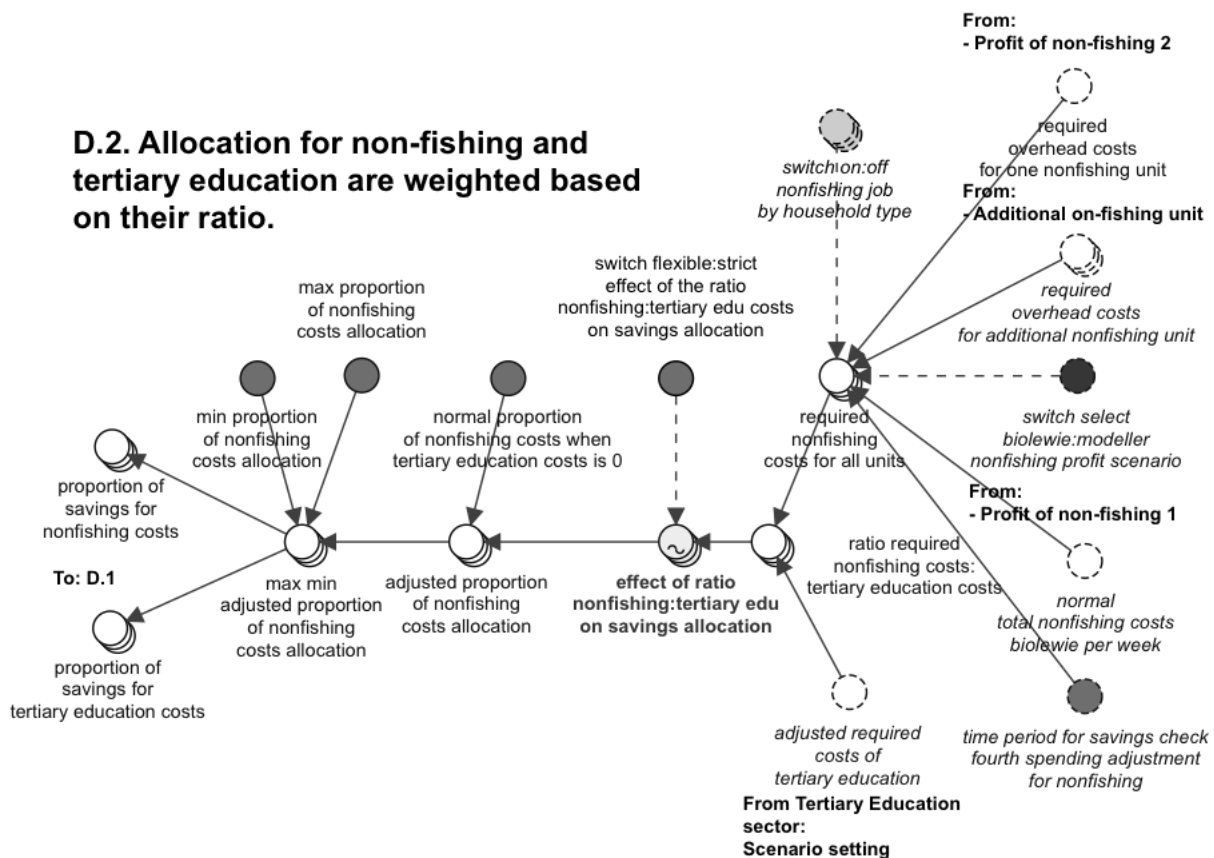 From:
- Profit of non-fishing 2
D.2. Allocation for non-fishing and
tertiary education are weighted based
on their ratio.
required
overhead costs
for one nonfishing unit
switch on:off
nonfishing job
by household type
From:
- Additional on-fishing unit
switch flexible:strict
effect of the ratio
nonfishing:tertiary edu costs
on savings allocation
max proportion
of nonfishing
costs allocation
required
overhead costs
for additional nonfishing unit
min proportion
of nonfishing
costs allocation
normal proportion
of nonfishing costs when
tertiary education costs is 0
required
nonfishing
costs for all units
switch select
biolewie:modeller
nonfishing profit scenario
proportion of
savings for
nonfishing costs
From:
- Profit of non-fishing 1
To: D.1
max min
adjusted proportion
of nonfishing
costs allocation
adjusted proportion
of nonfishing
costs allocation
effect of ratio
nonfishing:tertiary edu
on savings allocation
ratio required
nonfishing costs:
tertiary education costs
normal
total nonfishing costs
biolewie per week
proportion of
savings for
tertiary education costs
adjusted required
costs of
tertiary education
time period for savings check
fourth spending adjustment
for nonfishing
From Tertiary Education
sector:
Scenario setting